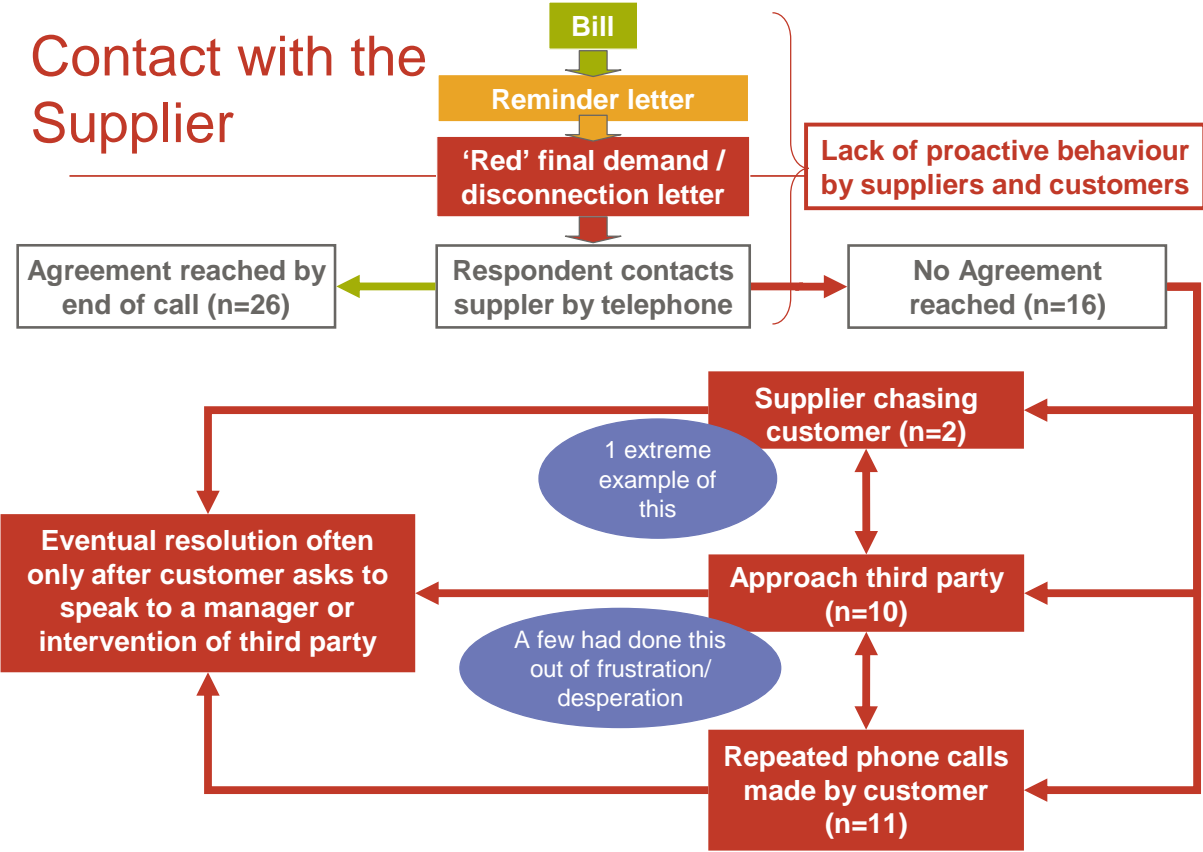 Contact with the
Supplier
Bill
Reminder letter
‘Red’ final demand /
disconnection letter
Lack of proactive behaviour
by suppliers and customers
Agreement reached by
end of call (n=26)
Respondent contacts
suppler by telephone
No Agreement
reached (n=16)
Supplier chasing
customer (n=2)
1 extreme
example of
this
Eventual resolution often
only after customer asks to
speak to a manager or
intervention of third party
Approach third party
(n=10)
A few had done this
out of frustration/
desperation
Repeated phone calls
made by customer
(n=11)